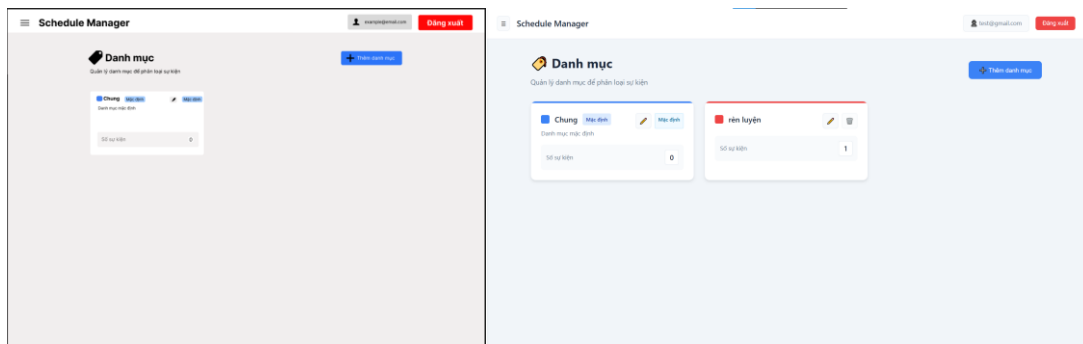 Schedule Manager
example@email.com
Đăng xuất
Danh mục
Quản lý danh mục để phân loại sự kiện
Thêm danh mục
Chung Mặc định
Mặc định
Danh mục mặc định
Số sự kiện 0
Schedule Manager
test@gmail.com
Đăng xuất
Danh mục
Quản lý danh mục để phân loại sự kiện
Thêm danh mục
Chung Mặc định
Mặc định
Danh mục mặc định
Số sự kiện 0
rèn luyện
Số sự kiện 1